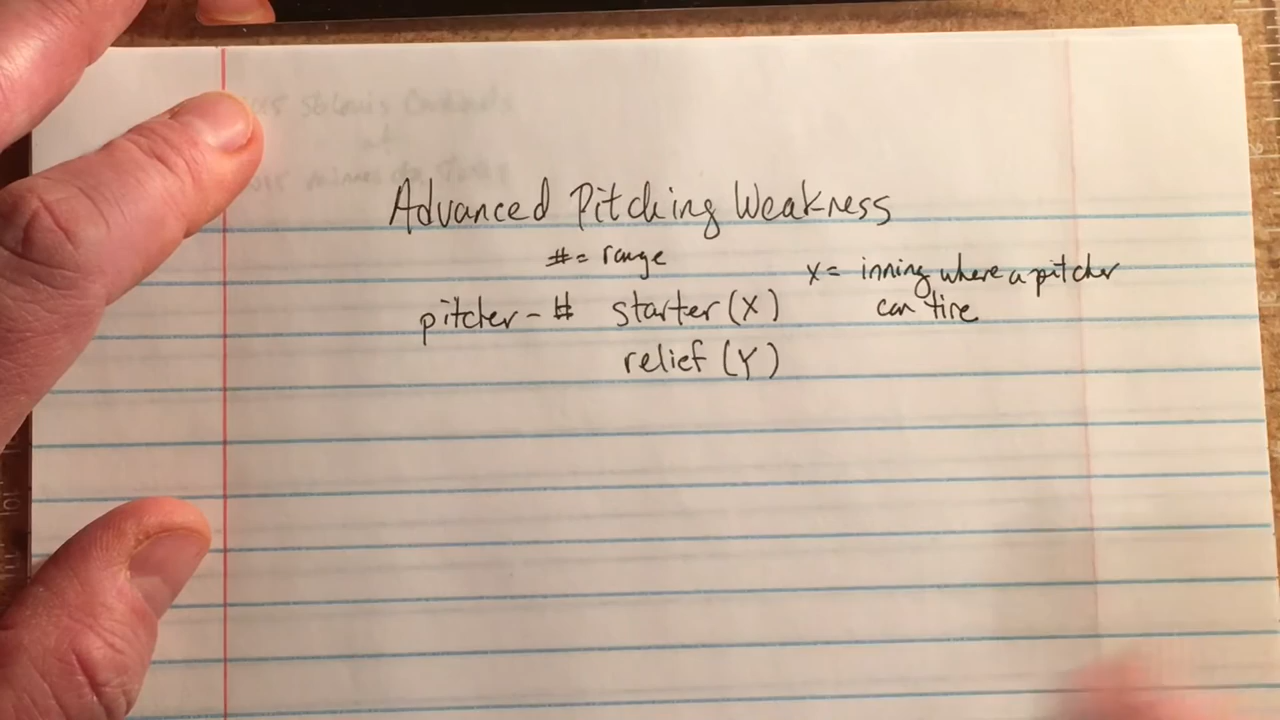 Advanced Pitching Weakness
#= range
x= inning where a pitcher
can tire
pitcher - # starter (X)
relief (Y)